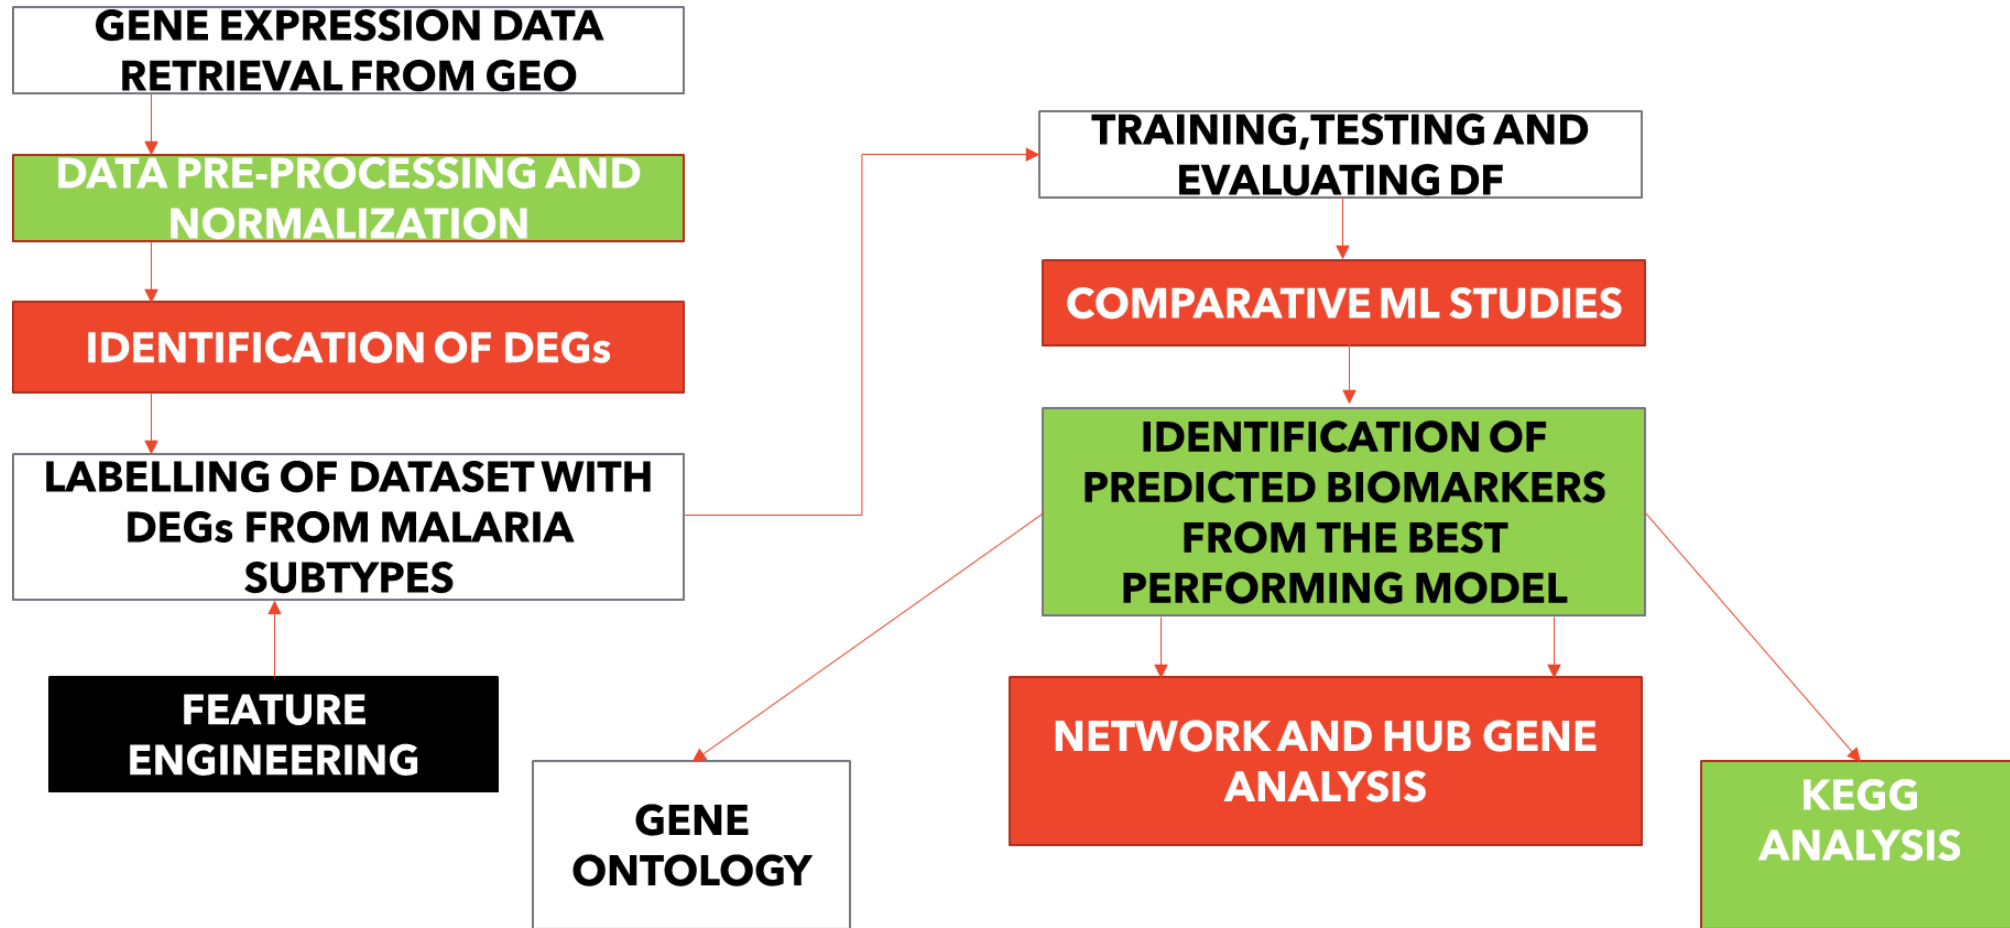 GENE EXPRESSION DATA
RETRIEVAL FROM GEO
DATA PRE-PROCESSING AND
NORMALIZATION
IDENTIFICATION OF DEGs
LABELLING OF DATASET WITH
DEGs FROM MALARIA
SUBTYPES
FEATURE
ENGINEERING
TRAINING,TESTING AND
EVALUATING DF
COMPARATIVE ML STUDIES
IDENTIFICATION OF
PREDICTED BIOMARKERS
FROM THE BEST
PERFORMING MODEL
GENE
ONTOLOGY
NETWORK AND HUB GENE
ANALYSIS
KEGG
ANALYSIS